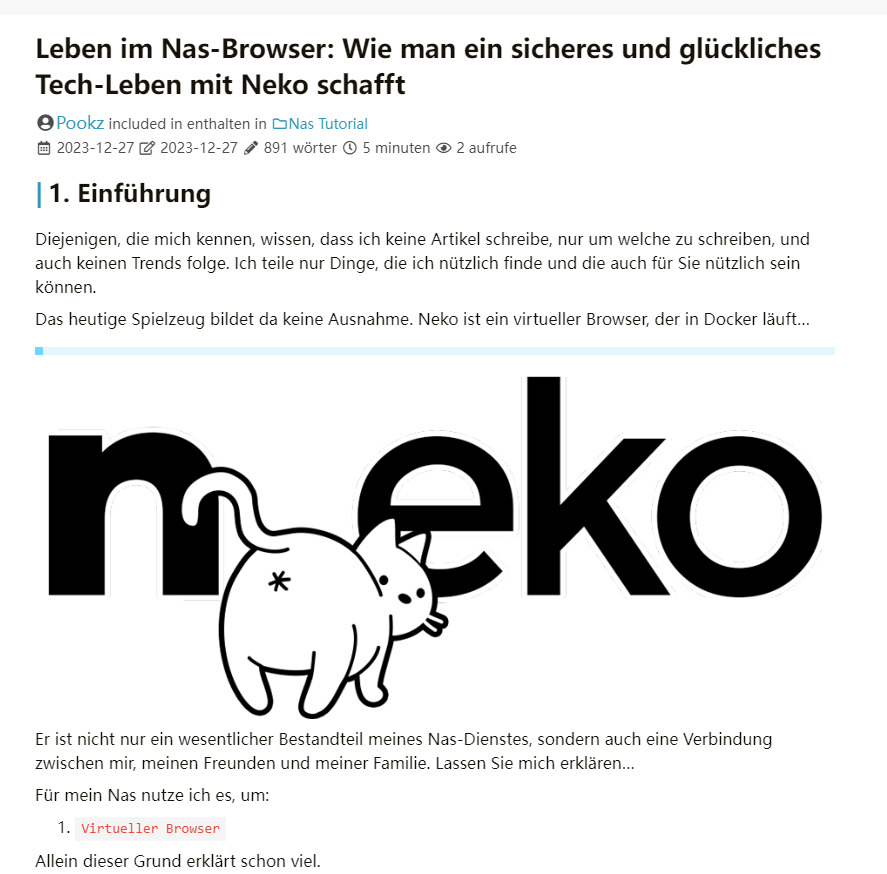 Leben im Nas-Browser: Wie man ein sicheres und glückliches
Tech-Leben mit Neko schafft
Pookz included in enthalten in Nas Tutorial
2023-12-27 2023-12-27 891 wörter 5 minuten 2 aufrufe
1. Einführung
Diejenigen, die mich kennen, wissen, dass ich keine Artikel schreibe, nur um welche zu schreiben, und
auch keinen Trends folge. Ich teile nur Dinge, die ich nützlich finde und die auch für Sie nützlich sein
können.
Das heutige Spielzeug bildet da keine Ausnahme. Neko ist ein virtueller Browser, der in Docker läuft...
neko
Er ist nicht nur ein wesentlicher Bestandteil meines Nas-Dienstes, sondern auch eine Verbindung
zwischen mir, meinen Freunden und meiner Familie. Lassen Sie mich erklären...
Für mein Nas nutze ich es, um:
1. Virtueller Browser
Allein dieser Grund erklärt schon viel.